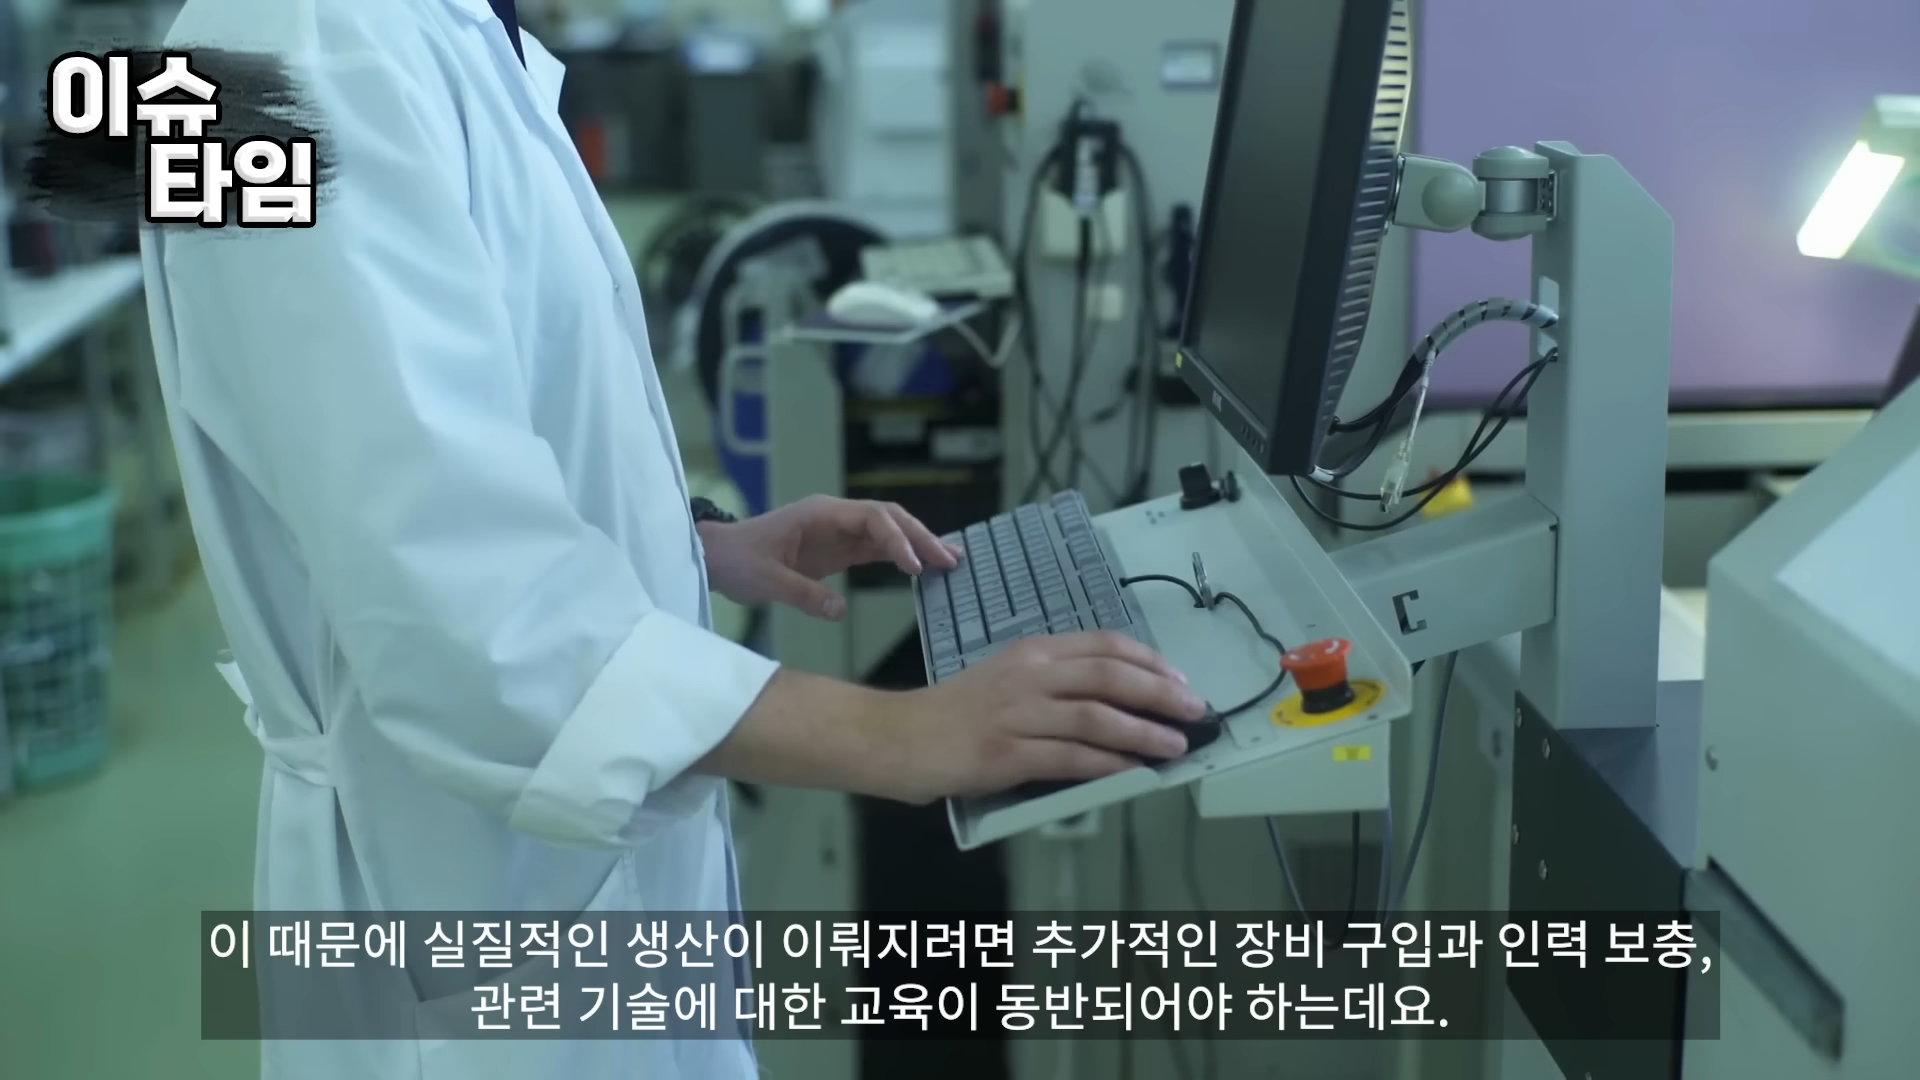 이슈
타임
이 때문에 실질적인 생산이 이뤄지려면 추가적인 장비 구입과 인력 보충,
관련 기술에 대한 교육이 동반되어야 하는데요.